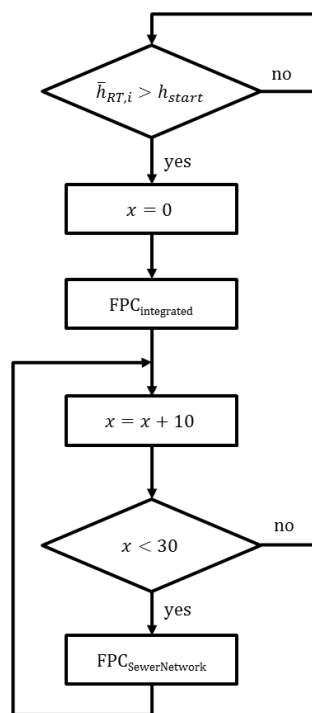 h̄_RT,i > h_start
no
yes
x = 0
FPC_integrated
x = x + 10
no
x < 30
yes
FPC_SewerNetwork